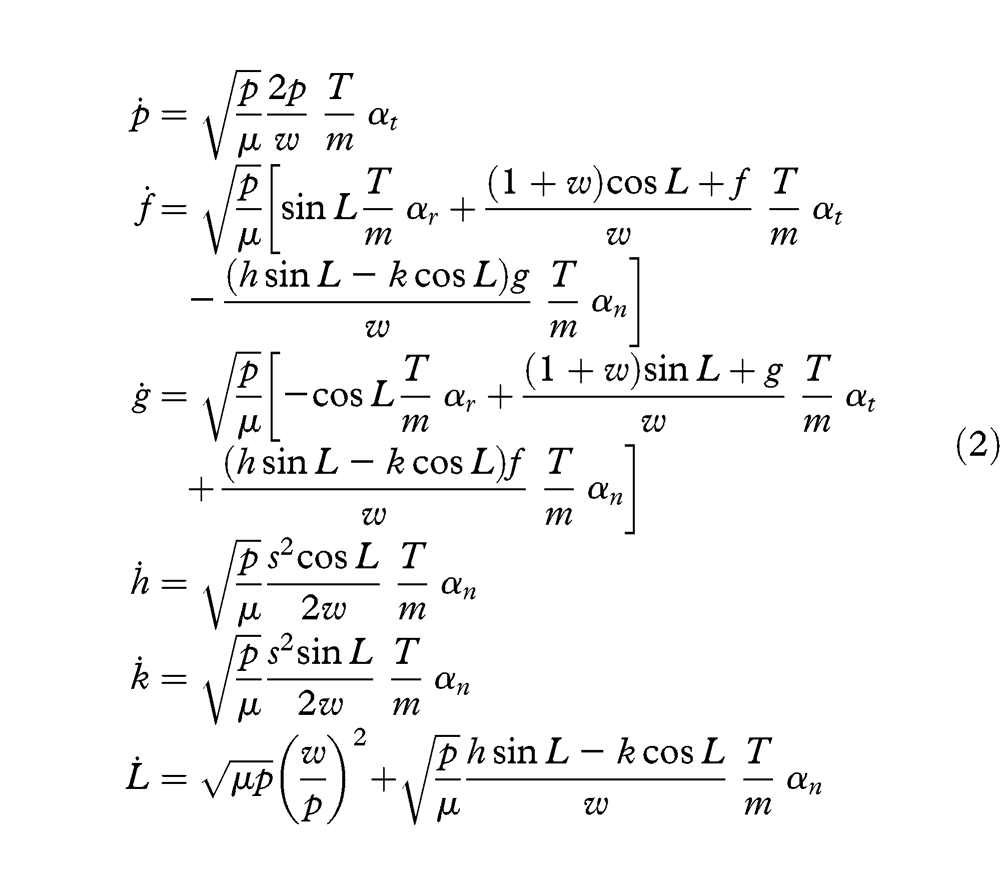 ṗ = √(p/μ) (2p/w) (T/m) α_t
ḟ = √(p/μ) [ sin L (T/m) α_r + (((1 + w)cos L + f)/w) (T/m) α_t
− (((h sin L − k cos L)g)/w) (T/m) α_n ]
ġ = √(p/μ) [ −cos L (T/m) α_r + (((1 + w)sin L + g)/w) (T/m) α_t
+ (((h sin L − k cos L)f)/w) (T/m) α_n ]
(2)
ḣ = √(p/μ) ((s² cos L)/(2w)) (T/m) α_n
k̇ = √(p/μ) ((s² sin L)/(2w)) (T/m) α_n
L̇ = √(μp) (w/p)² + √(p/μ) ((h sin L − k cos L)/w) (T/m) α_n